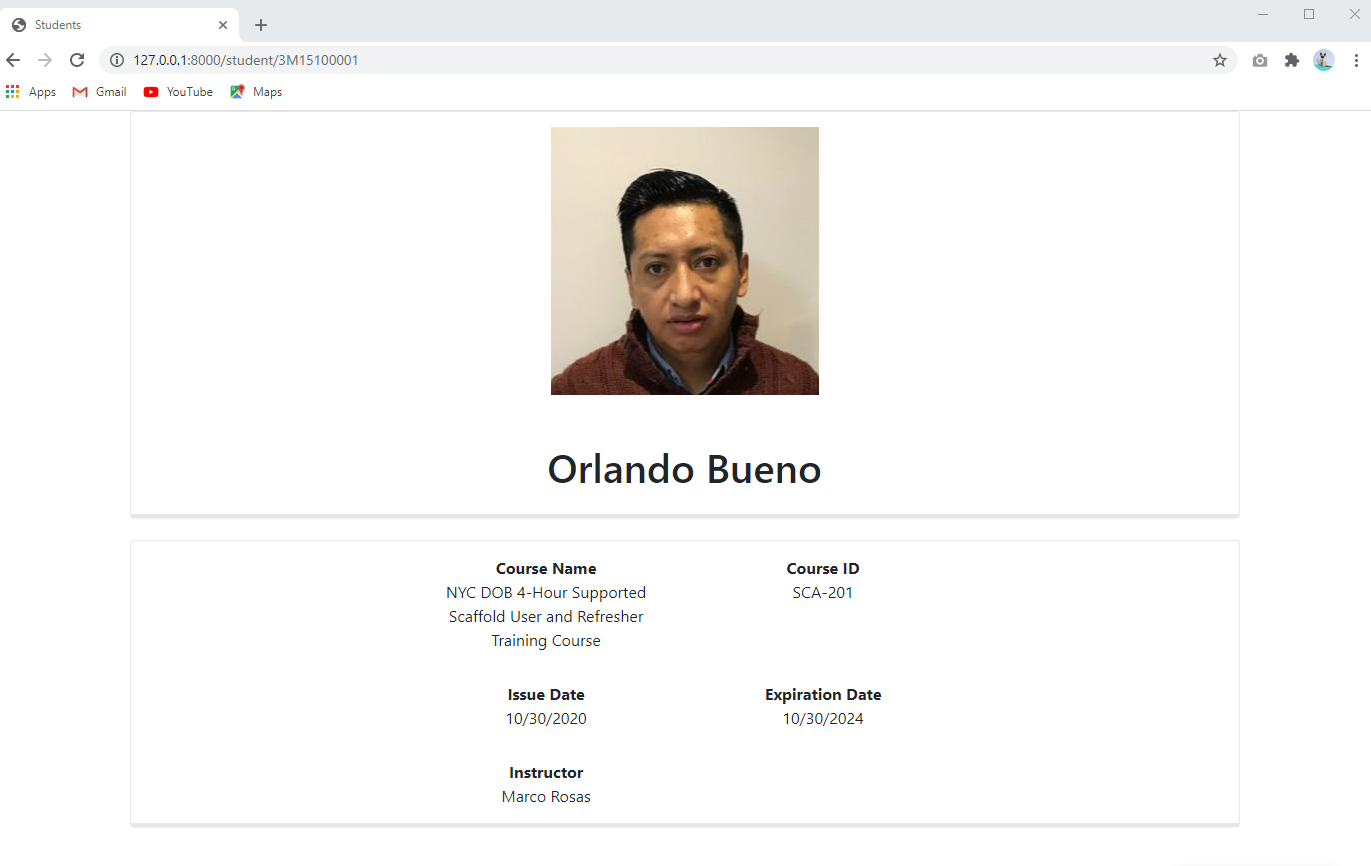 Students
127.0.0.1:8000/student/3M15100001
Apps Gmail YouTube Maps
Orlando Bueno
Course Name
NYC DOB 4-Hour Supported
Scaffold User and Refresher
Training Course
Course ID
SCA-201
Issue Date
10/30/2020
Expiration Date
10/30/2024
Instructor
Marco Rosas